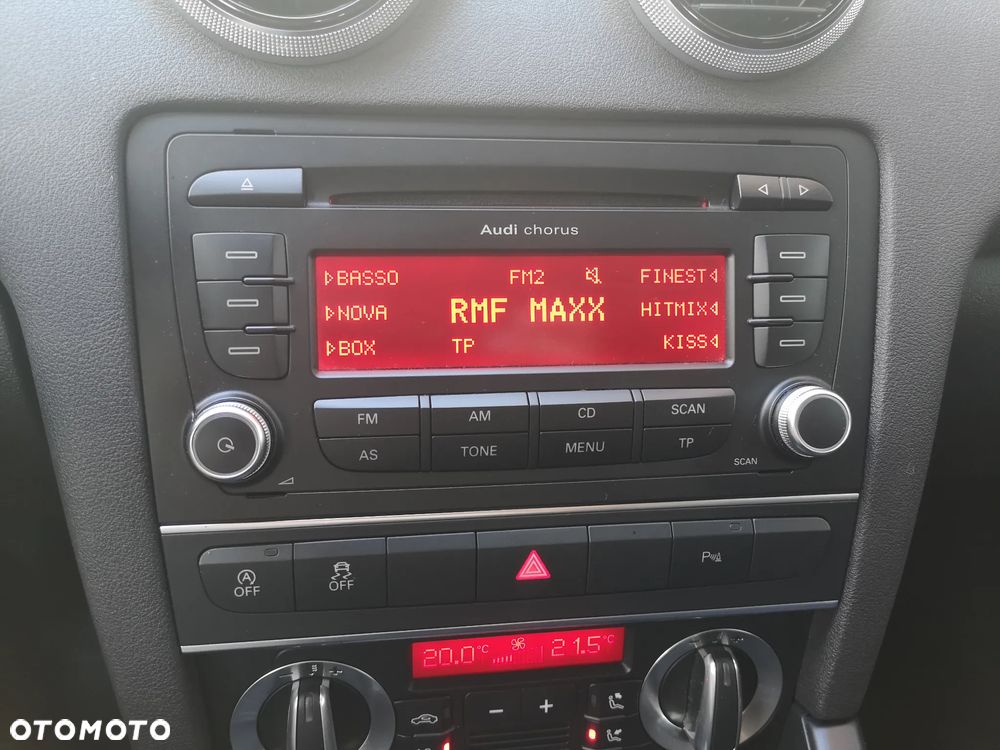 Audi chorus
BASSO FM2 FINEST
NOVA RMF MAXX HITMIX
BOX TP KISS
FM AM CD SCAN
AS TONE MENU TP
SCAN
OFF OFF P
20.0°C 21.5°C
OTOMOTO